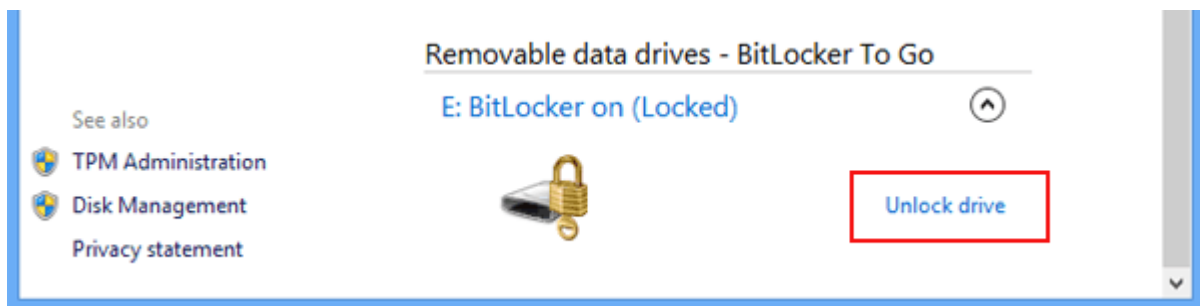 Removable data drives - BitLocker To Go
E: BitLocker on (Locked)
See also
TPM Administration
Disk Management
Privacy statement
Unlock drive